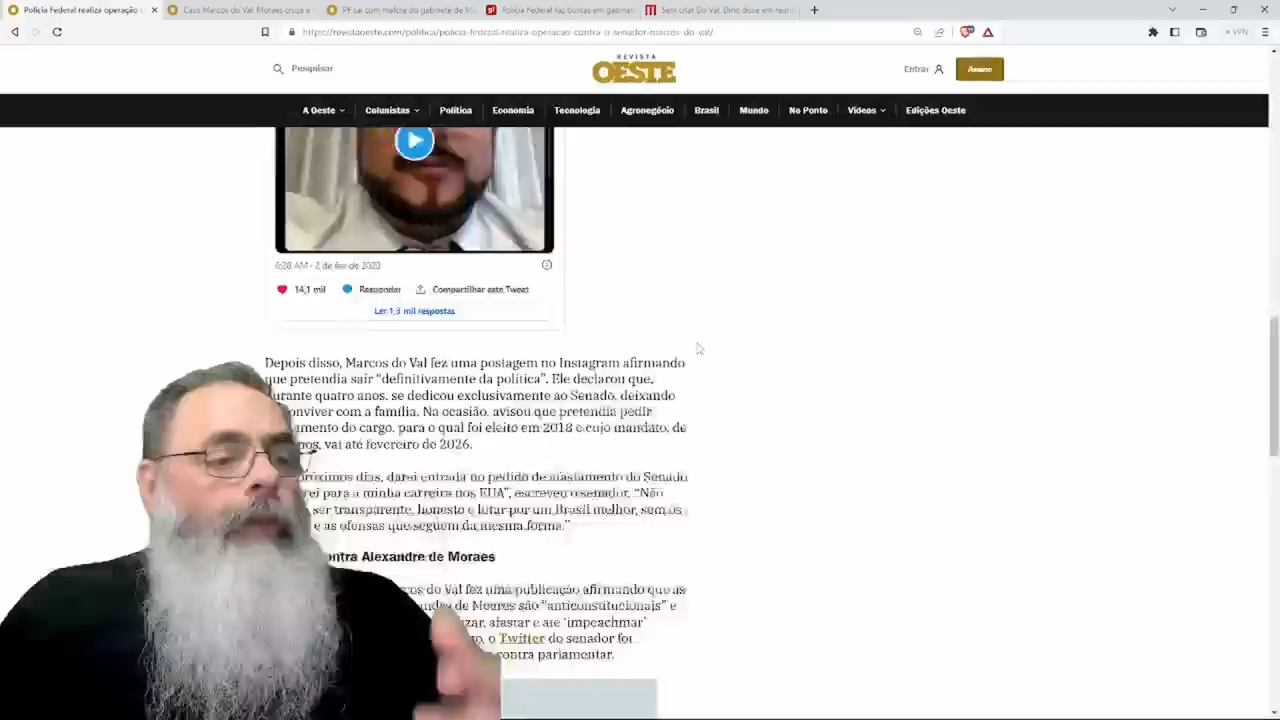 Polícia Federal realiza operação c
Caso Marcos do Val: Moraes cruza a
PF sai com malote do gabinete de M
Polícia Federal faz buscas em gabinet
Sem citar Do Val, Dino disse em reun
https://revistaoeste.com/politica/policia-federal-realiza-operacao-contra-o-senador-marcos-do-val/
VPN
Pesquisar
REVISTA
OESTE
Entrar
Assine
A Oeste
Colunistas
Política
Economia
Tecnologia
Agronegócio
Brasil
Mundo
No Ponto
Vídeos
Edições Oeste
6:28 AM · 2 de fev de 2023
14,1 mil
Responder
Compartilhar este Tweet
Ler 1,3 mil respostas
Depois disso, Marcos do Val fez uma postagem no Instagram afirmando
que pretendia sair “definitivamente da política”. Ele declarou que,
durante quatro anos, se dedicou exclusivamente ao Senado, deixando
conviver com a família. Na ocasião, avisou que pretendia pedir
amento do cargo, para o qual foi eleito em 2018 e cujo mandato, de
nos, vai até fevereiro de 2026.
próximos dias, darei entrada no pedido de afastamento do Senado
rei para a minha carreira nos EUA”, escreveu o senador. “Não
ser transparente, honesto e lutar por um Brasil melhor, sem os
e as ofensas que seguem da mesma forma.”
ontra Alexandre de Moraes
cos do Val fez uma publicação afirmando que as
andre de Moraes são “anticonstitucionais” e
zar, afastar e até ‘impeachmar’
o, o Twitter do senador foi
contra parlamentar.